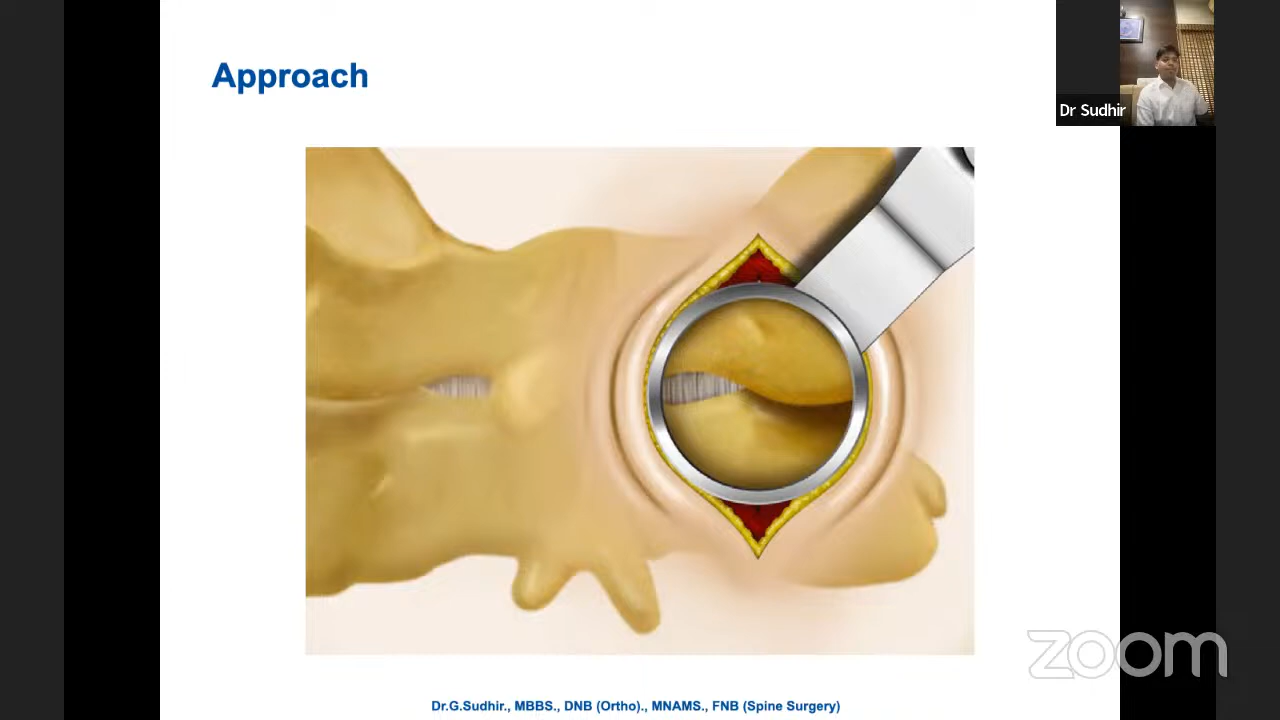 Approach
Dr Sudhir
zoom
Dr.G.Sudhir., MBBS., DNB (Ortho)., MNAMS., FNB (Spine Surgery)